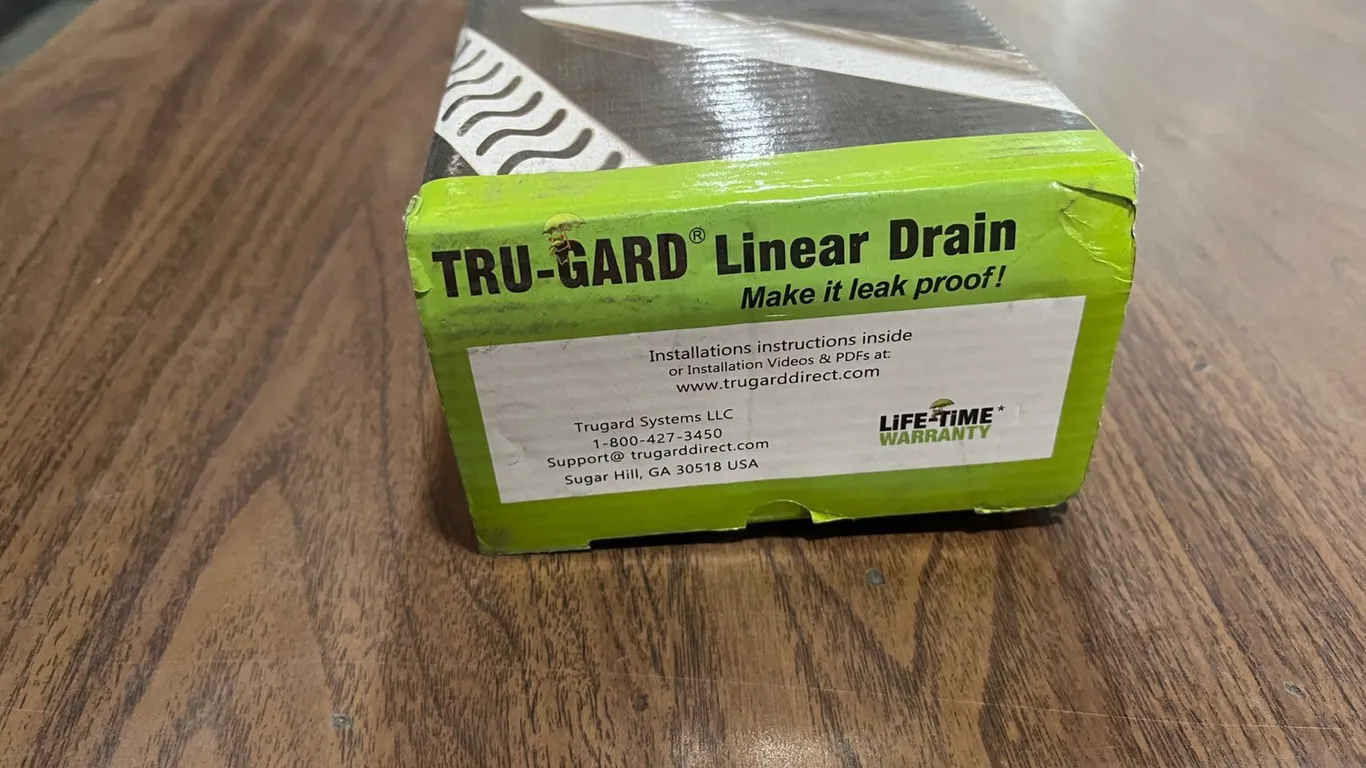 TRU-GARD® Linear Drain
Make it leak proof!
Installations instructions inside
or Installation Videos & PDFs at:
www.trugarddirect.com
Trugard Systems LLC
1-800-427-3450
Support@ trugarddirect.com
Sugar Hill, GA 30518 USA
LiFE-TiME*
WARRANTY